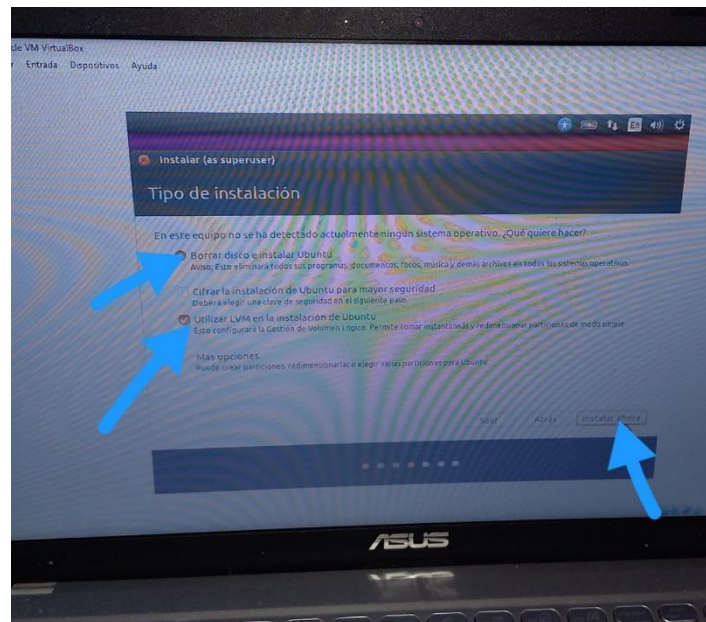 de VM VirtualBox
Entrada Dispositivos Ayuda
En
Instalar (as superuser)
Tipo de instalación
En este equipo no se ha detectado actualmente ningún sistema operativo. ¿Qué quiere hacer?
Borrar disco e instalar Ubuntu
Aviso: Esto eliminará todos sus programas, documentos, fotos, música y demás archivos en todos los sistemas operativos.
Cifrar la instalación de Ubuntu para mayor seguridad
Deberá elegir una clave de seguridad en el siguiente paso.
Utilizar LVM en la instalación de Ubuntu
Esto configurará la Gestión de Volumen Lógico. Permite tomar instantáneas y redimensionar particiones de modo simple
Más opciones
Puede crear particiones, redimensionarlas o elegir varias particiones para Ubuntu.
Salir Atrás Instalar ahora
ASUS